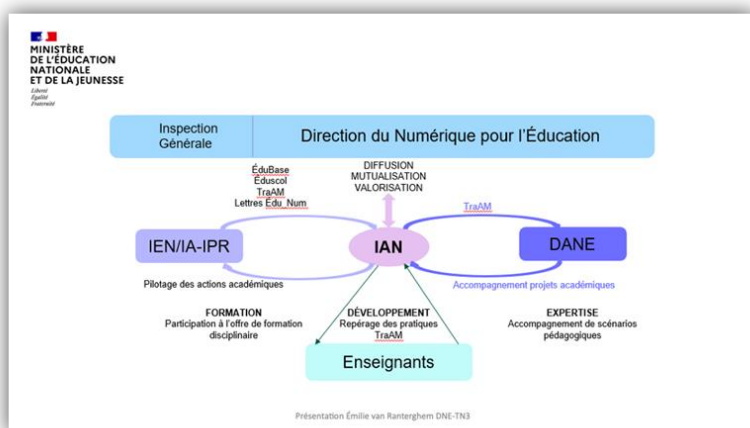 MINISTÈRE
DE L'ÉDUCATION
NATIONALE
ET DE LA JEUNESSE
Liberté
Égalité
Fraternité
Inspection
Générale
Direction du Numérique pour l'Éducation
ÉduBase
Éduscol
TraAM
Lettres Édu_Num
DIFFUSION
MUTUALISATION
VALORISATION
TraAM
IEN/IA-IPR
IAN
DANE
Pilotage des actions académiques
Accompagnement projets académiques
FORMATION
Participation à l'offre de formation
disciplinaire
DÉVELOPPEMENT
Repérage des pratiques
TraAM
EXPERTISE
Accompagnement de scénarios
pédagogiques
Enseignants
Présentation Émilie van Ranterghem DNE-TN3